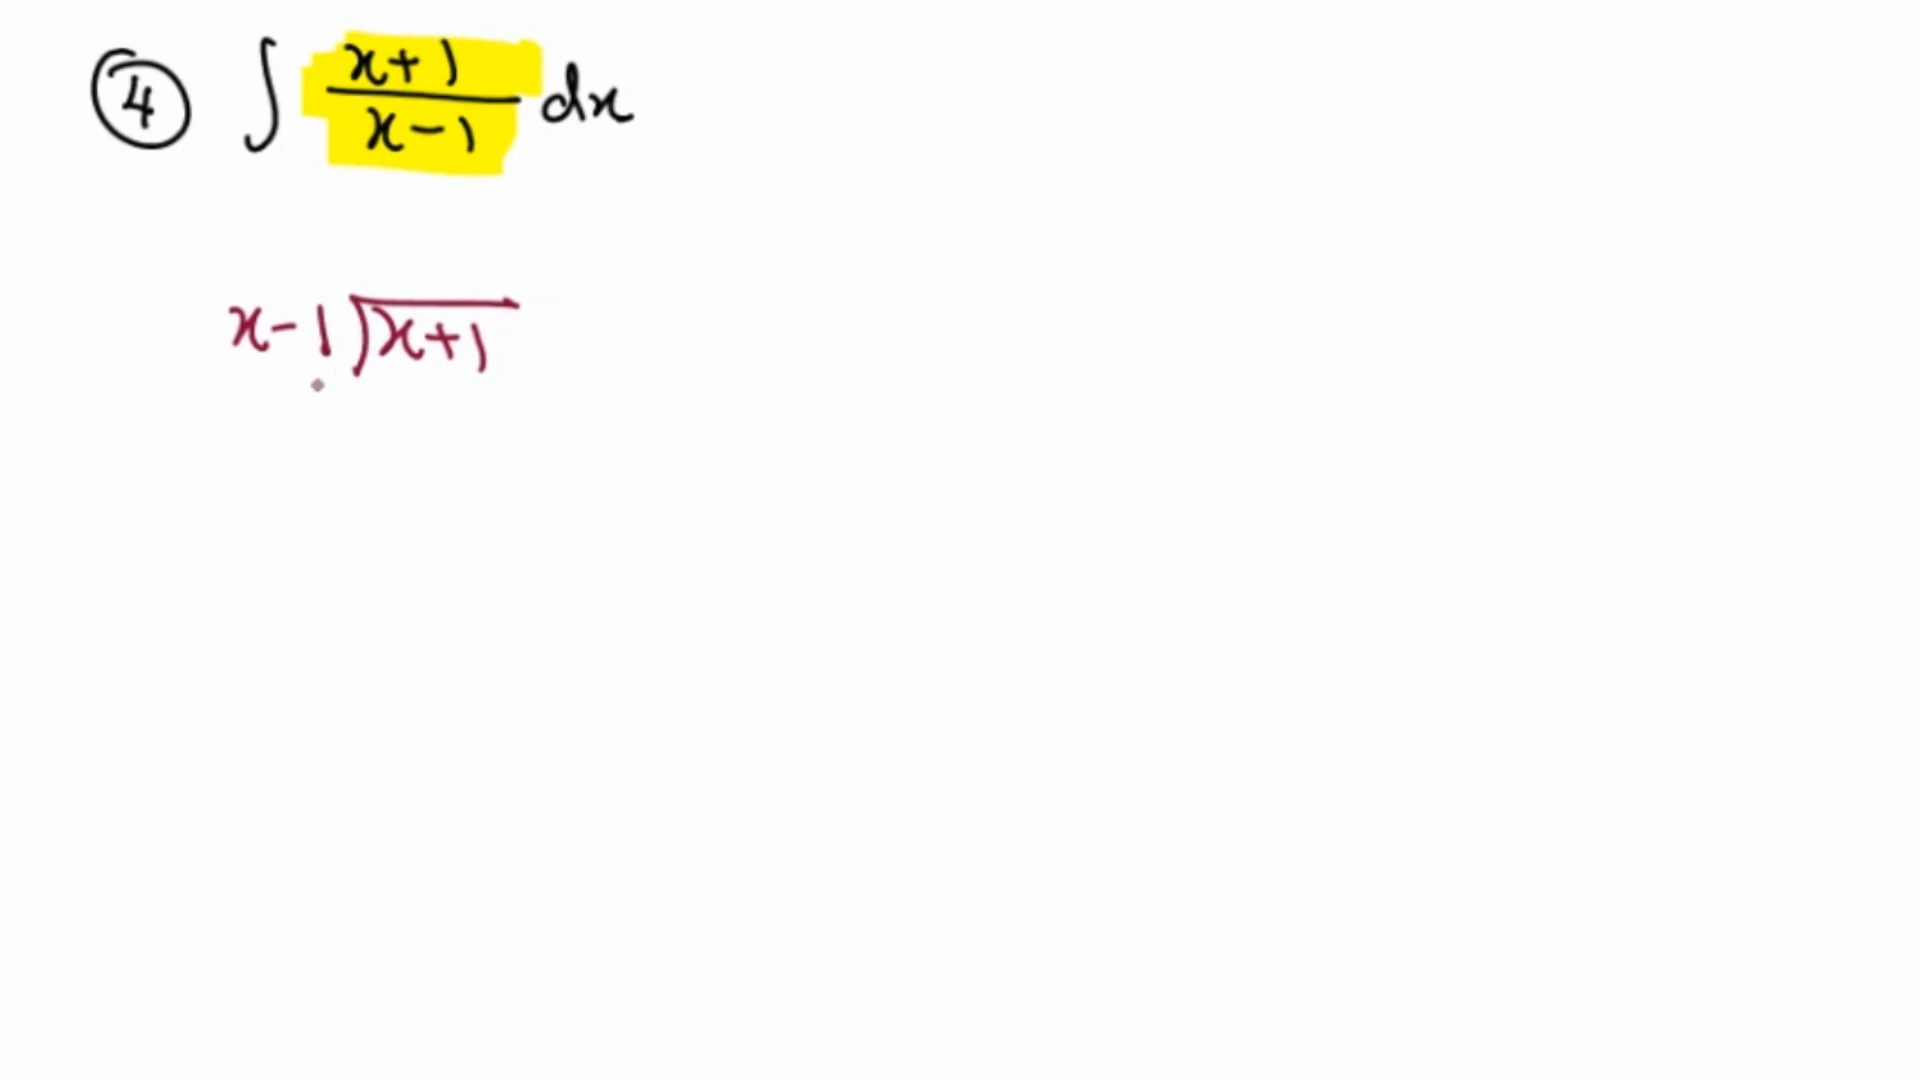 ④ ∫ (x+1)/(x-1) dx
x-1)x+1